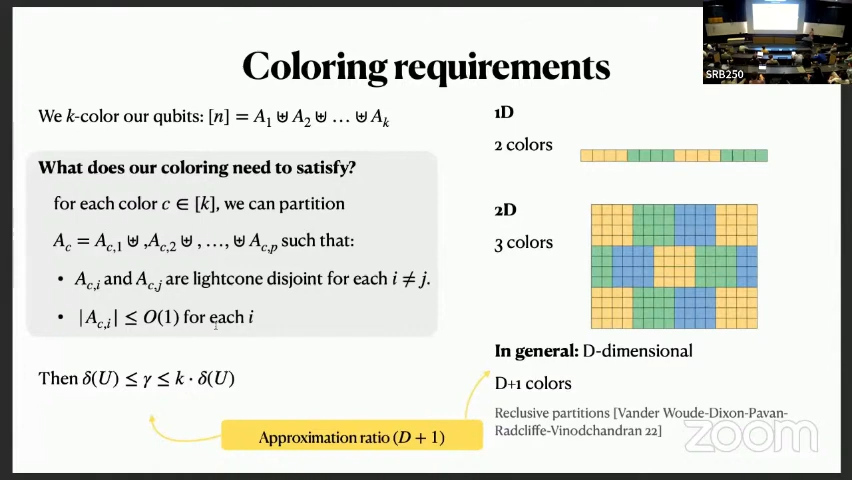 Coloring requirements
SRB250
We k-color our qubits: [n] = A₁ ⊎ A₂ ⊎ … ⊎ Aₖ
What does our coloring need to satisfy?
for each color c ∈ [k], we can partition
A_c = A_{c,1} ⊎ ,A_{c,2} ⊎ , …, ⊎ A_{c,p} such that:
• A_{c,i} and A_{c,j} are lightcone disjoint for each i ≠ j.
• |A_{c,i}| ≤ O(1) for each i
Then δ(U) ≤ γ ≤ k · δ(U)
Approximation ratio (D + 1)
1D
2 colors
2D
3 colors
In general: D-dimensional
D+1 colors
Reclusive partitions [Vander Woude-Dixon-Pavan-
Radcliffe-Vinodchandran 22]
zoom